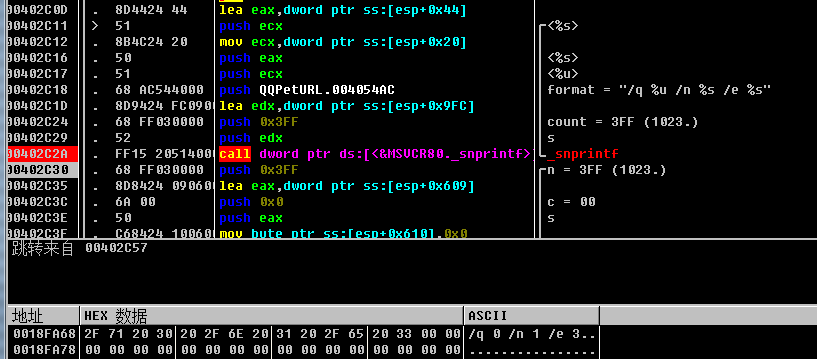 00402C0D . 8D4424 44 lea eax,dword ptr ss:[esp+0x44]
00402C11 > 51 push ecx <%s>
00402C12 . 8B4C24 20 mov ecx,dword ptr ss:[esp+0x20]
00402C16 . 50 push eax <%s>
00402C17 . 51 push ecx <%u>
00402C18 . 68 AC544000 push QQPetURL.004054AC format = "/q %u /n %s /e %s"
00402C1D . 8D9424 FC0900 lea edx,dword ptr ss:[esp+0x9FC]
00402C24 . 68 FF030000 push 0x3FF count = 3FF (1023.)
00402C29 . 52 push edx s
00402C2A . FF15 20514000 call dword ptr ds:[<&MSVCR80._snprintf> _snprintf
00402C30 . 68 FF030000 push 0x3FF n = 3FF (1023.)
00402C35 . 8D8424 090600 lea eax,dword ptr ss:[esp+0x609]
00402C3C . 6A 00 push 0x0 c = 00
00402C3E . 50 push eax s
00402C3F . C68424 100600 mov byte ptr ss:[esp+0x610],0x0
跳转来自 00402C57
地址 HEX 数据 ASCII
0018FA68 2F 71 20 30 20 2F 6E 20 31 20 2F 65 20 33 00 00 /q 0 /n 1 /e 3..
0018FA78 00 00 00 00 00 00 00 00 00 00 00 00 00 00 00 00 ................